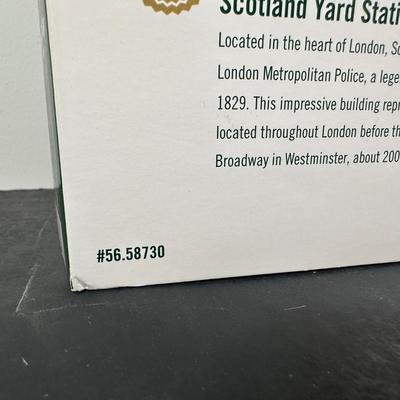 Scotland Yard Stati
Located in the heart of London, Sc
London Metropolitan Police, a lege
1829. This impressive building repr
located throughout London before th
Broadway in Westminster, about 200
#56.58730